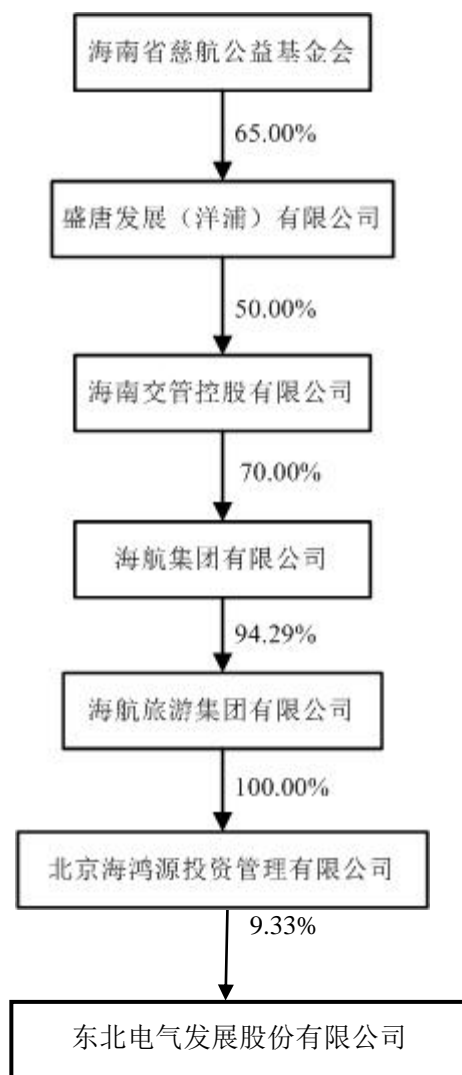 海南省慈航公益基金会
65.00%
盛唐发展（洋浦）有限公司
50.00%
海南交管控股有限公司
70.00%
海航集团有限公司
94.29%
海航旅游集团有限公司
100.00%
北京海鸿源投资管理有限公司
9.33%
东北电气发展股份有限公司